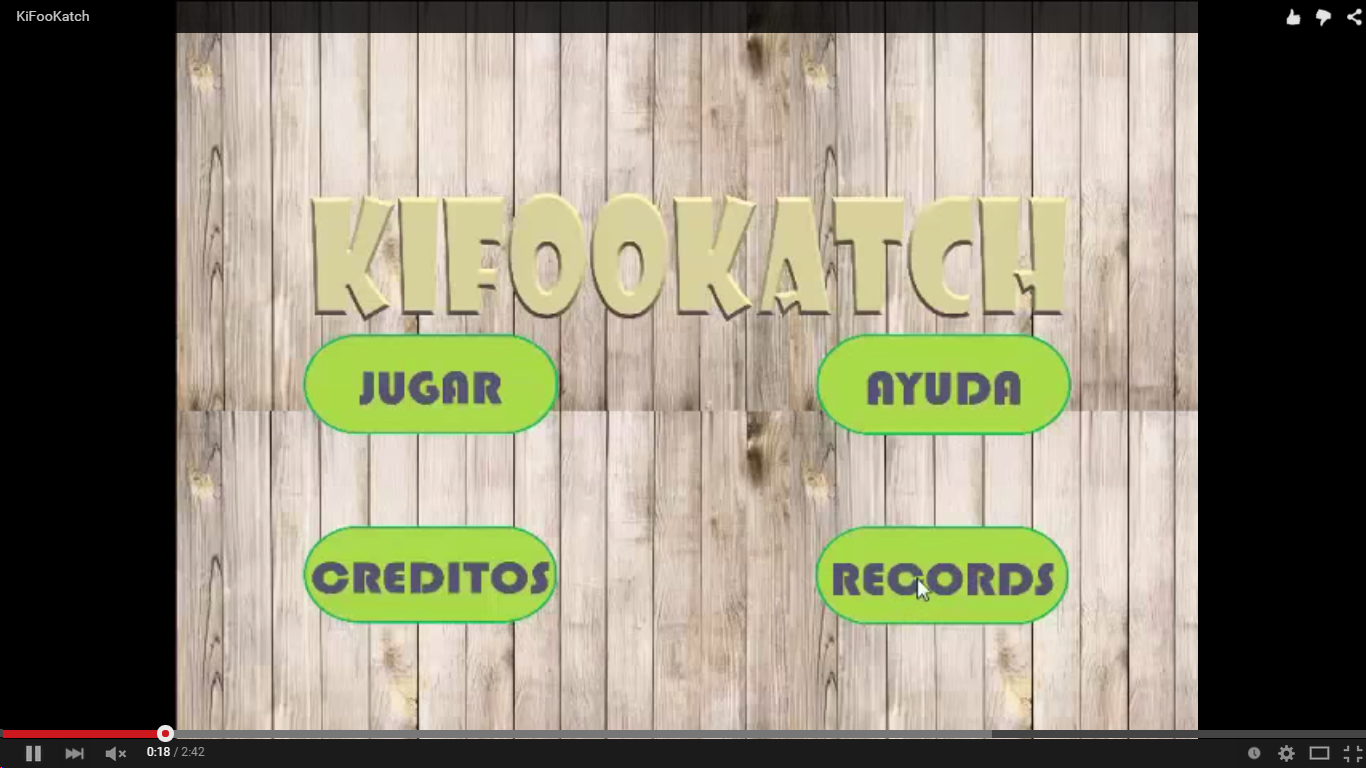 KiFooKatch
KIFOOKATCH
JUGAR
AYUDA
CREDITOS
RECORDS
0:18 / 2:42